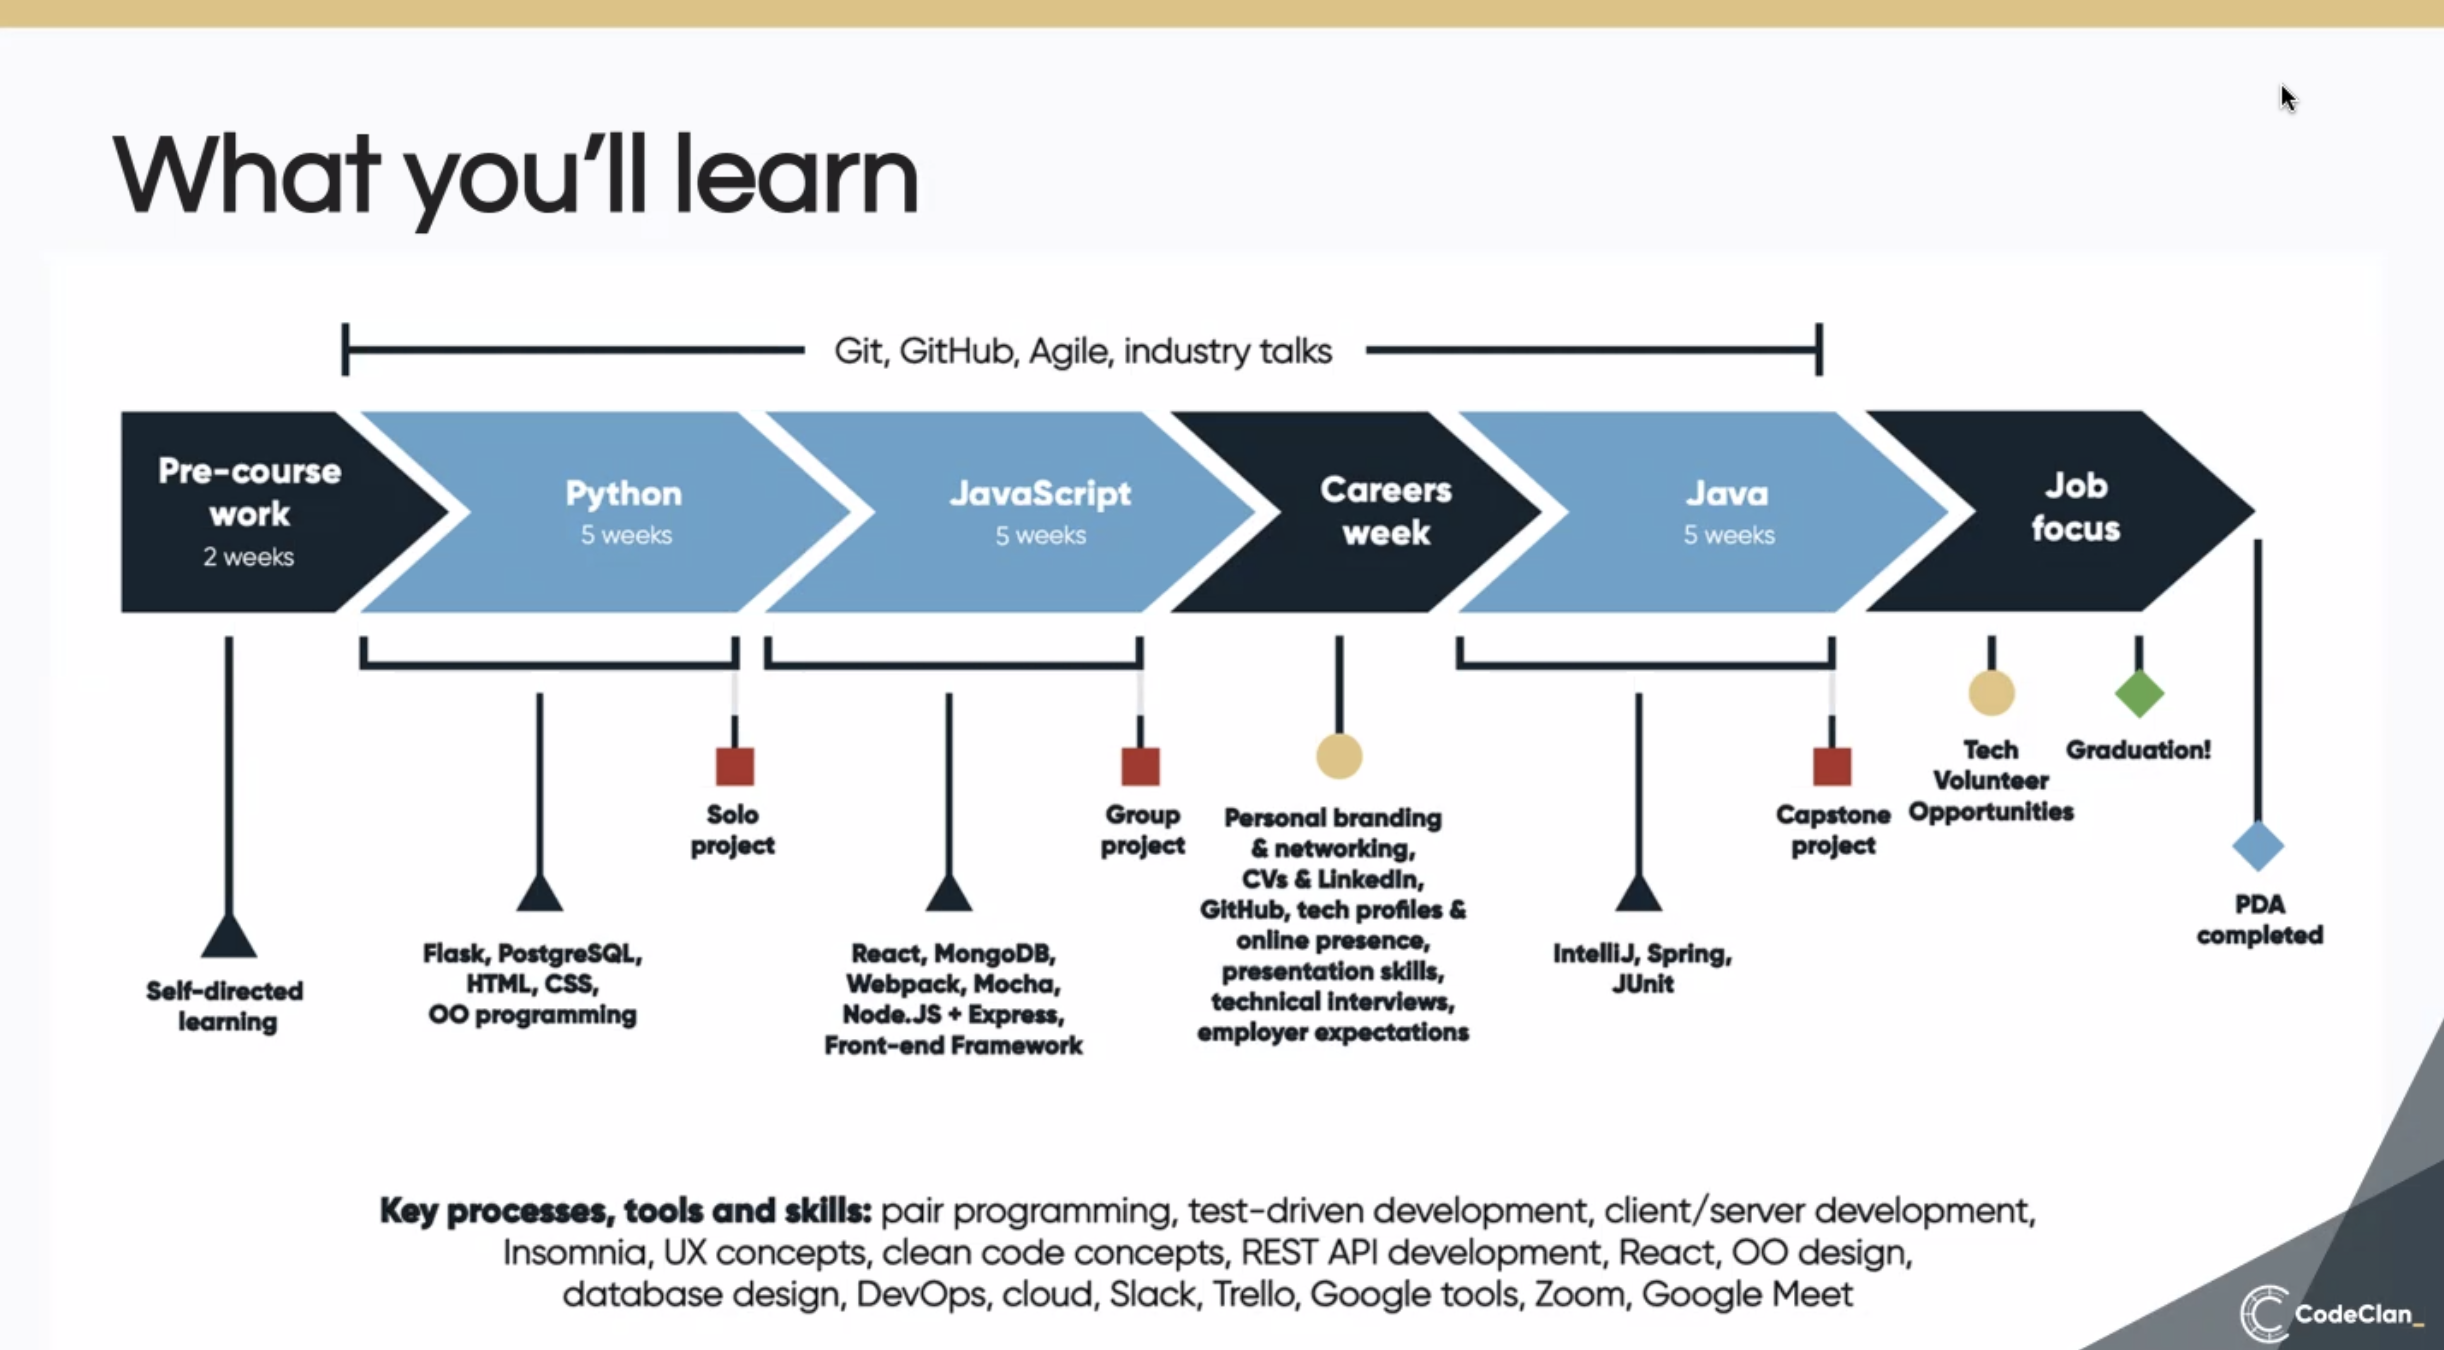 What you'll learn
Git, GitHub, Agile, industry talks
Pre-course
work
2 weeks
Python
5 weeks
JavaScript
5 weeks
Careers
week
Java
5 weeks
Job
focus
Self-directed
learning
Flask, PostgreSQL,
HTML, CSS,
OO programming
Solo
project
React, MongoDB,
Webpack, Mocha,
Node.JS + Express,
Front-end Framework
Group
project
Personal branding
& networking,
CVs & LinkedIn,
GitHub, tech profiles &
online presence,
presentation skills,
technical interviews,
employer expectations
IntelliJ, Spring,
JUnit
Capstone
project
Tech
Volunteer
Opportunities
Graduation!
PDA
completed
Key processes, tools and skills: pair programming, test-driven development, client/server development,
Insomnia, UX concepts, clean code concepts, REST API development, React, OO design,
database design, DevOps, cloud, Slack, Trello, Google tools, Zoom, Google Meet
CodeClan_